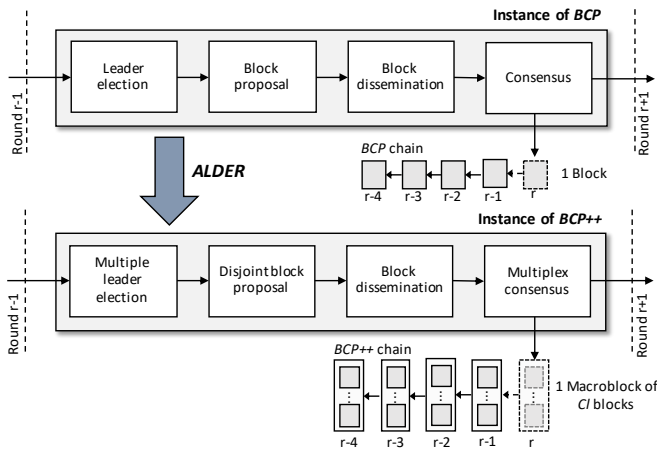 Instance of BCP
Round r-1
Leader
election
Block
proposal
Block
dissemination
Consensus
Round r+1
ALDER
BCP chain
1 Block
r-4
r-3
r-2
r-1
r
Instance of BCP++
Round r-1
Multiple
leader
election
Disjoint block
proposal
Block
dissemination
Multiplex
consensus
Round r+1
BCP++ chain
1 Macroblock of
Cl blocks
r-4
r-3
r-2
r-1
r